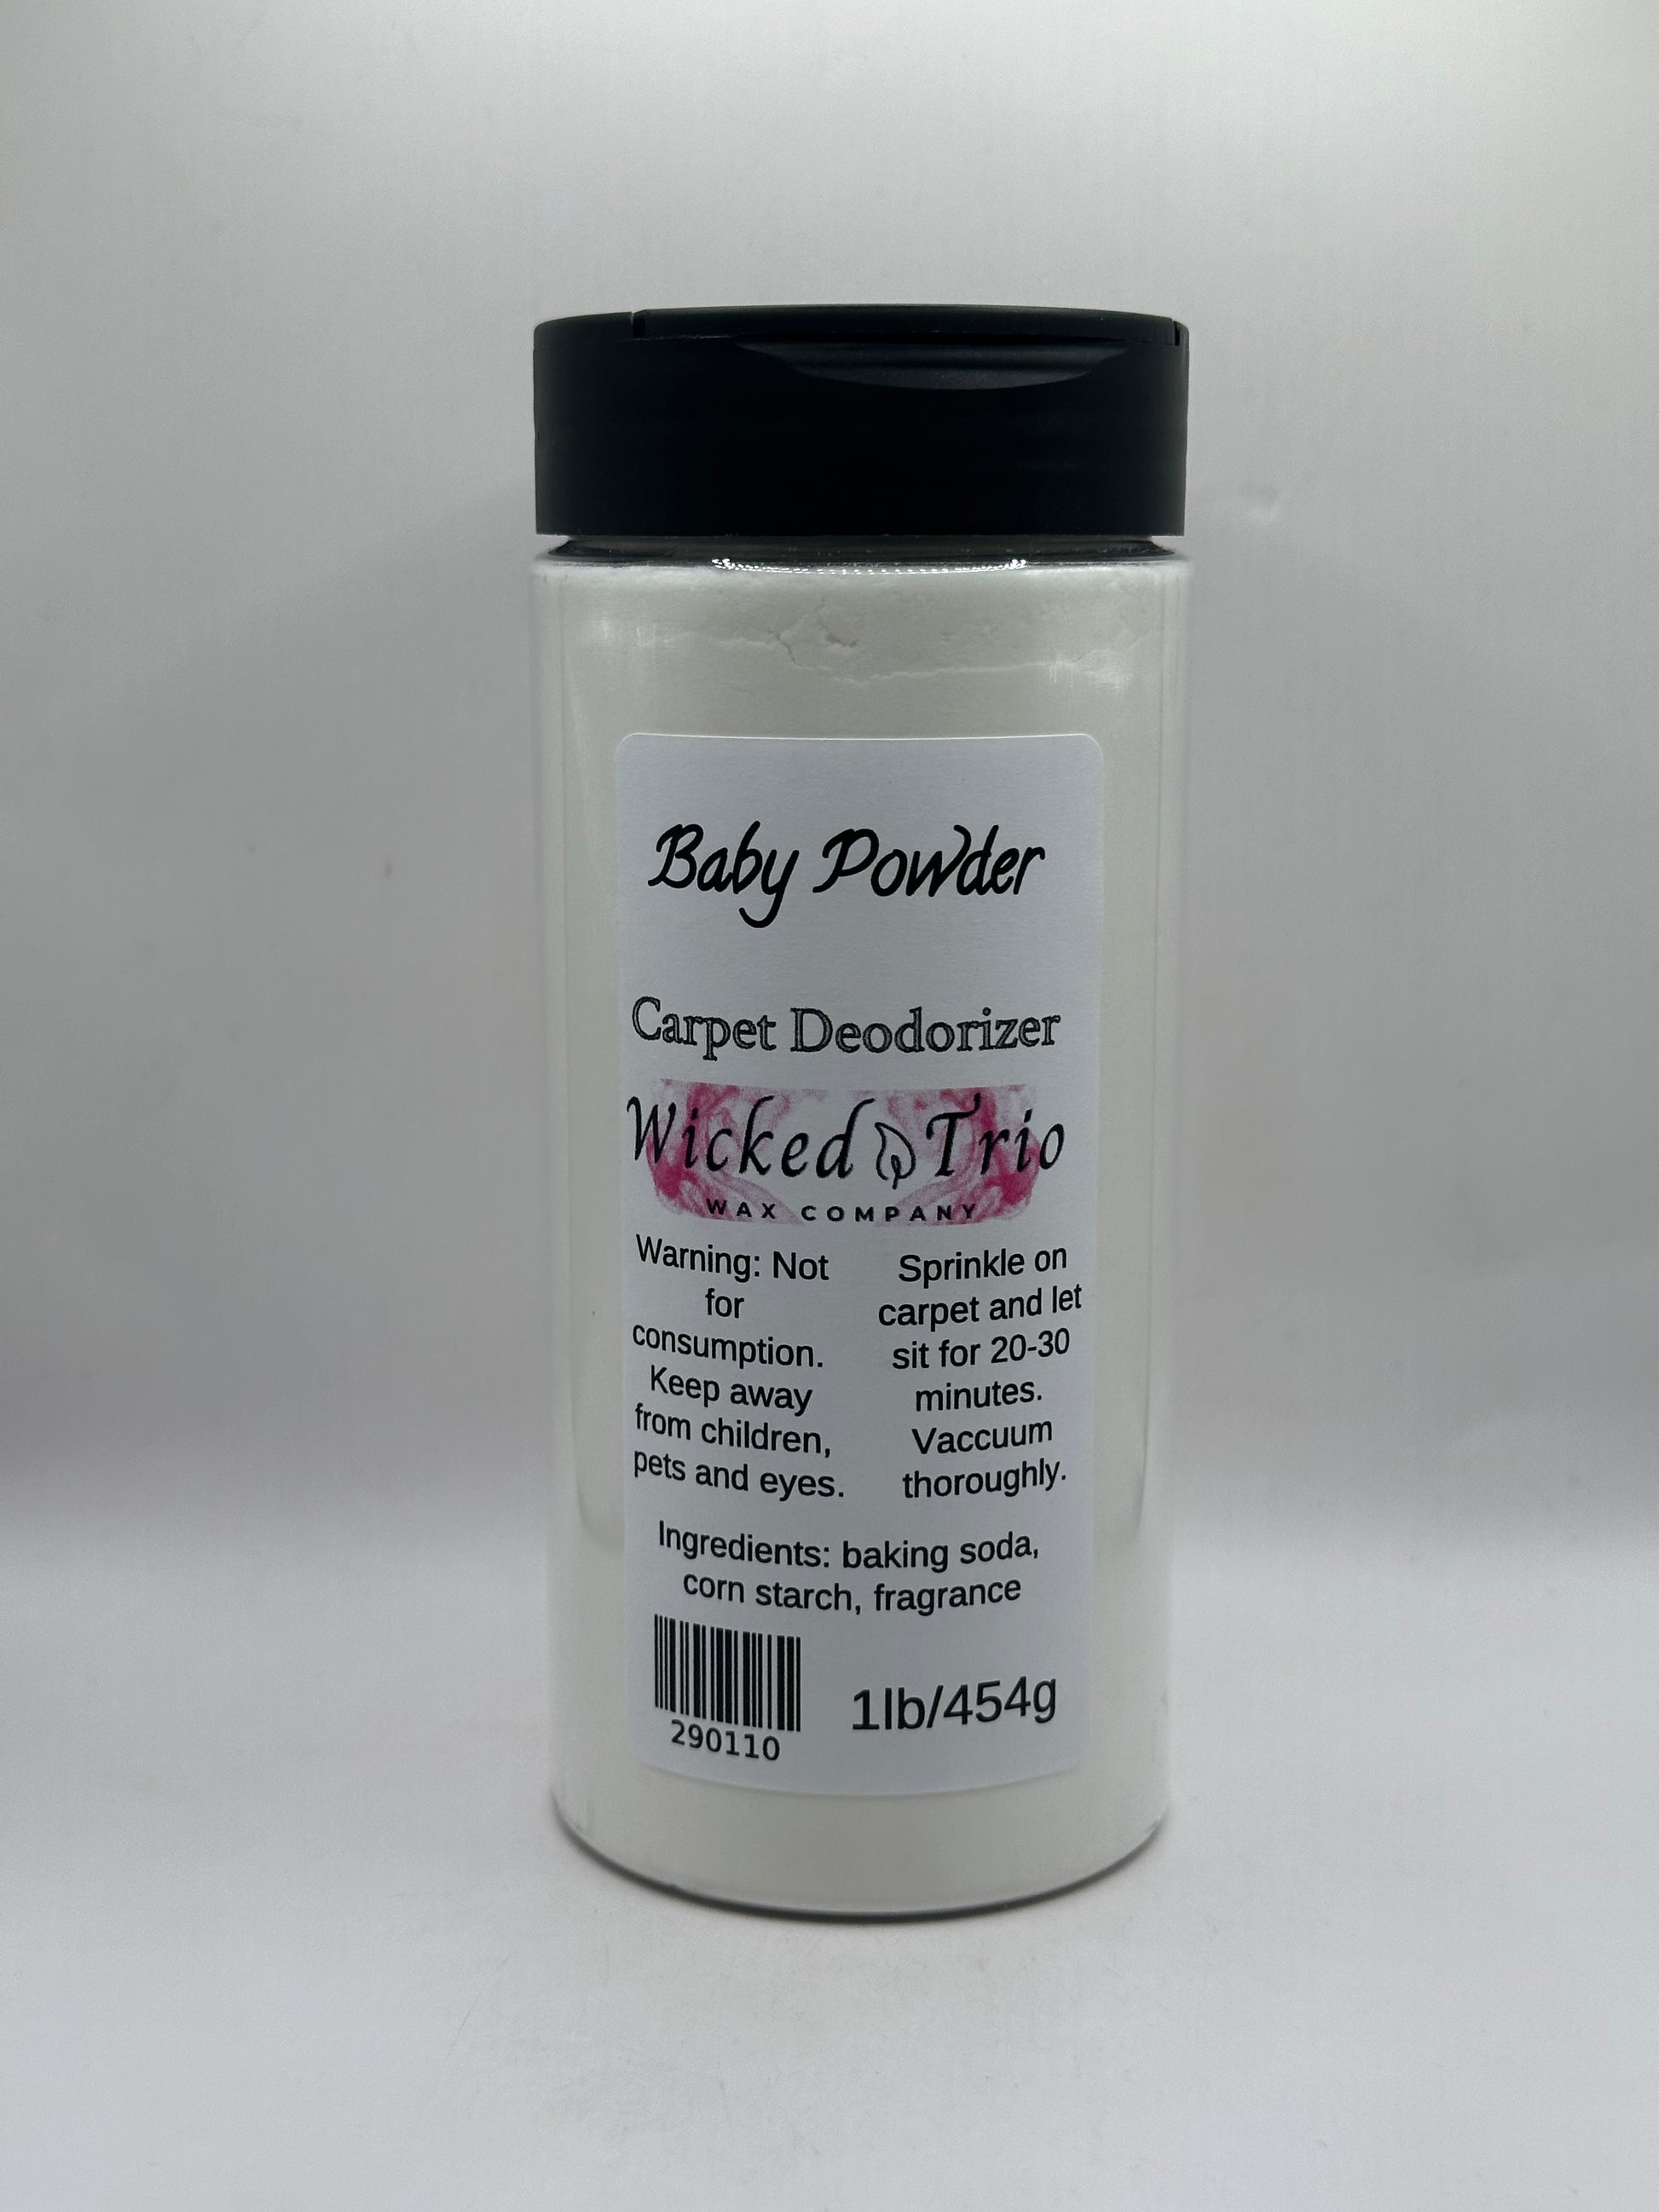 Baby Powder
Carpet Deodorizer
Wicked Trio
WAX COMPANY
Warning: Not
for
consumption.
Keep away
from children,
pets and eyes.
Sprinkle on
carpet and let
sit for 20-30
minutes.
Vaccuum
thoroughly.
Ingredients: baking soda,
corn starch, fragrance
290110
1lb/454g